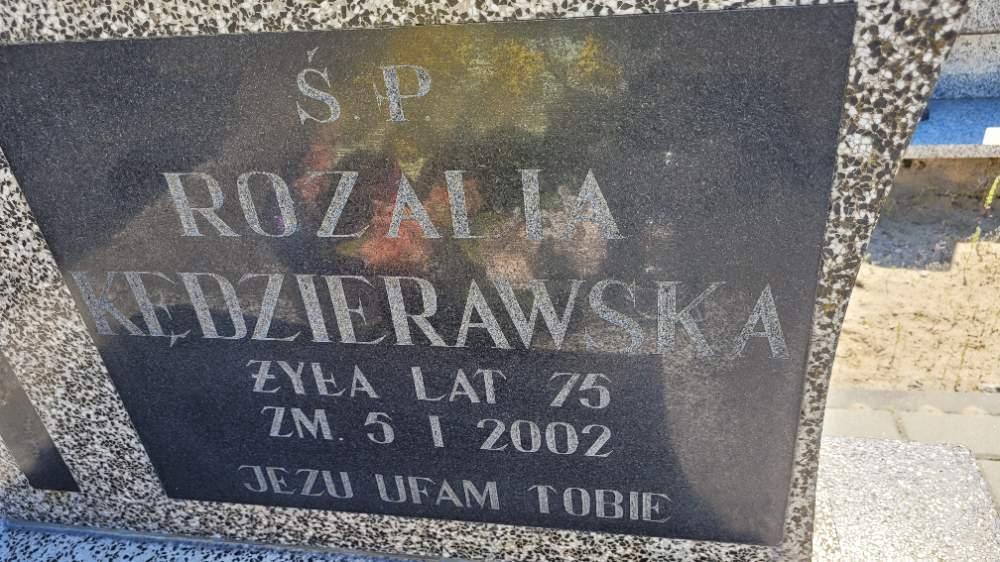 Ś.P.
ROZALIA
KĘDZIERAWSKA
ŻYŁA LAT 75
ZM. 5 I 2002
JEZU UFAM TOBIE